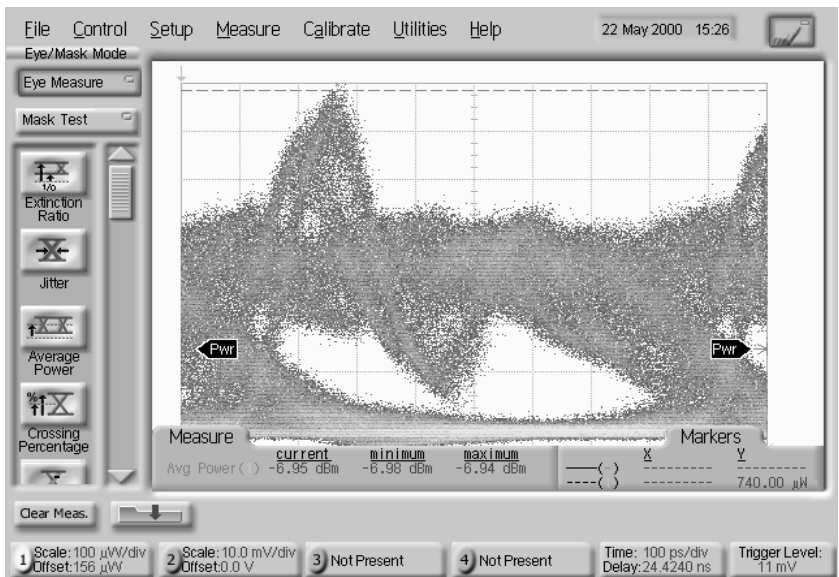 File Control Setup Measure Calibrate Utilities Help 22 May 2000 15:26
Eye/Mask Mode
Eye Measure
Mask Test
1/0
Extinction
Ratio
Jitter
Average
Power
%
Crossing
Percentage
Pwr
Pwr
Measure
current minimum maximum
Avg Power( ) -6.95 dBm -6.98 dBm -6.94 dBm
Markers
X Y
——(-) --------- ---------
----( ) --------- 740.00 µW
Clear Meas.
1 Scale: 100 µW/div
Offset: 156 µW
2 Scale: 10.0 mV/div
Offset: 0.0 V
3 Not Present
4 Not Present
Time: 100 ps/div
Delay: 24.4240 ns
Trigger Level:
11 mV